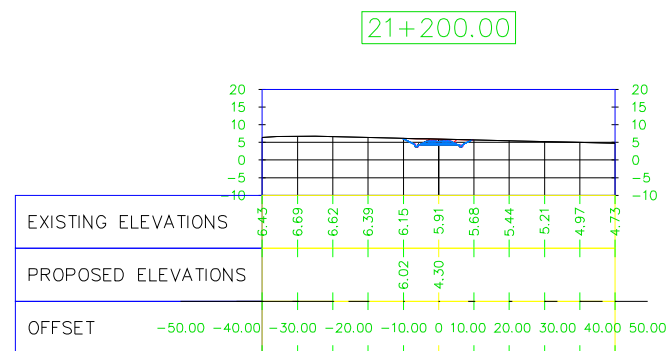 21+200.00
20 20
15 15
10 10
5 5
0 0
-5 -5
-10 -10
EXISTING ELEVATIONS 6.43 6.69 6.62 6.39 6.15 5.91 5.68 5.44 5.21 4.97 4.73
PROPOSED ELEVATIONS 6.02 4.30
OFFSET -50.00 -40.00 -30.00 -20.00 -10.00 0 10.00 20.00 30.00 40.00 50.00